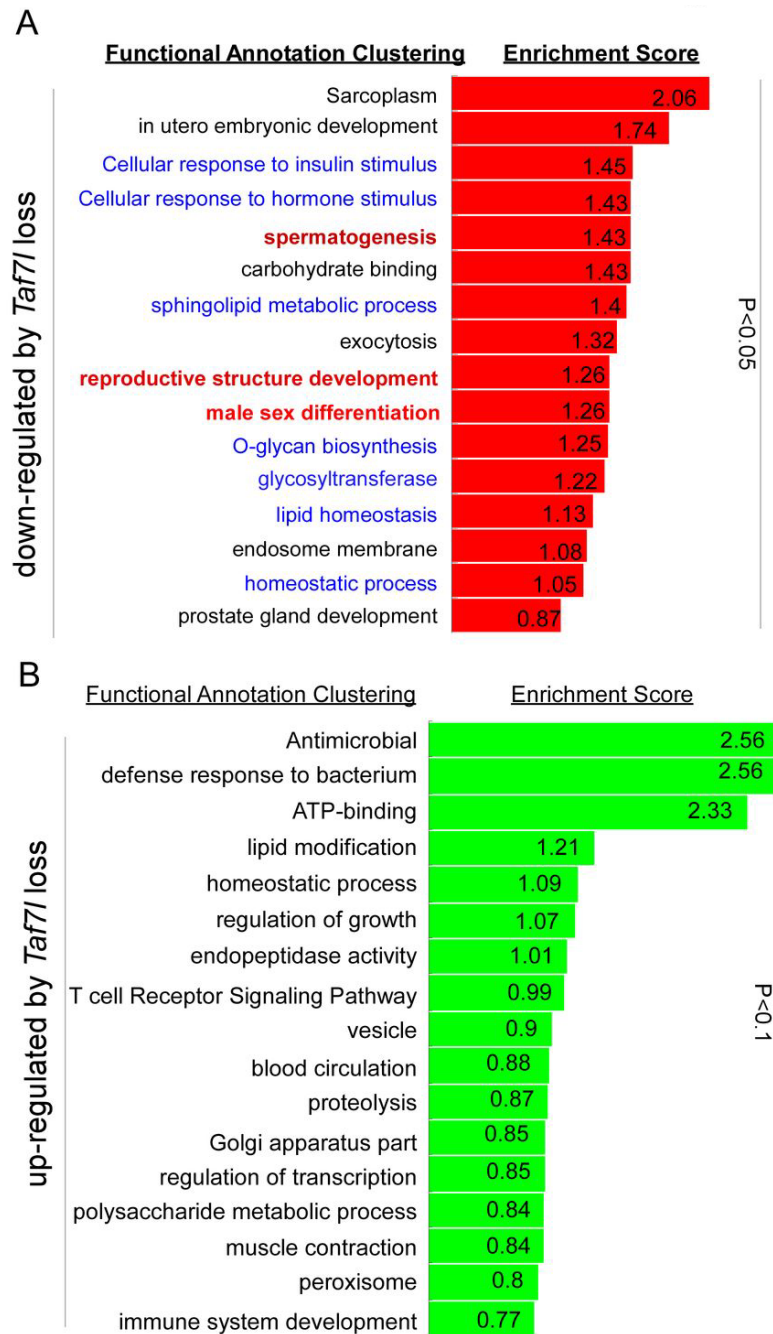 A
Functional Annotation Clustering Enrichment Score
down-regulated by Taf7l loss
Sarcoplasm 2.06
in utero embryonic development 1.74
Cellular response to insulin stimulus 1.45
Cellular response to hormone stimulus 1.43
spermatogenesis 1.43
carbohydrate binding 1.43
sphingolipid metabolic process 1.4
exocytosis 1.32
reproductive structure development 1.26
male sex differentiation 1.26
O-glycan biosynthesis 1.25
glycosyltransferase 1.22
lipid homeostasis 1.13
endosome membrane 1.08
homeostatic process 1.05
prostate gland development 0.87
P<0.05
B
Functional Annotation Clustering Enrichment Score
up-regulated by Taf7l loss
Antimicrobial 2.56
defense response to bacterium 2.56
ATP-binding 2.33
lipid modification 1.21
homeostatic process 1.09
regulation of growth 1.07
endopeptidase activity 1.01
T cell Receptor Signaling Pathway 0.99
vesicle 0.9
blood circulation 0.88
proteolysis 0.87
Golgi apparatus part 0.85
regulation of transcription 0.85
polysaccharide metabolic process 0.84
muscle contraction 0.84
peroxisome 0.8
immune system development 0.77
P<0.1